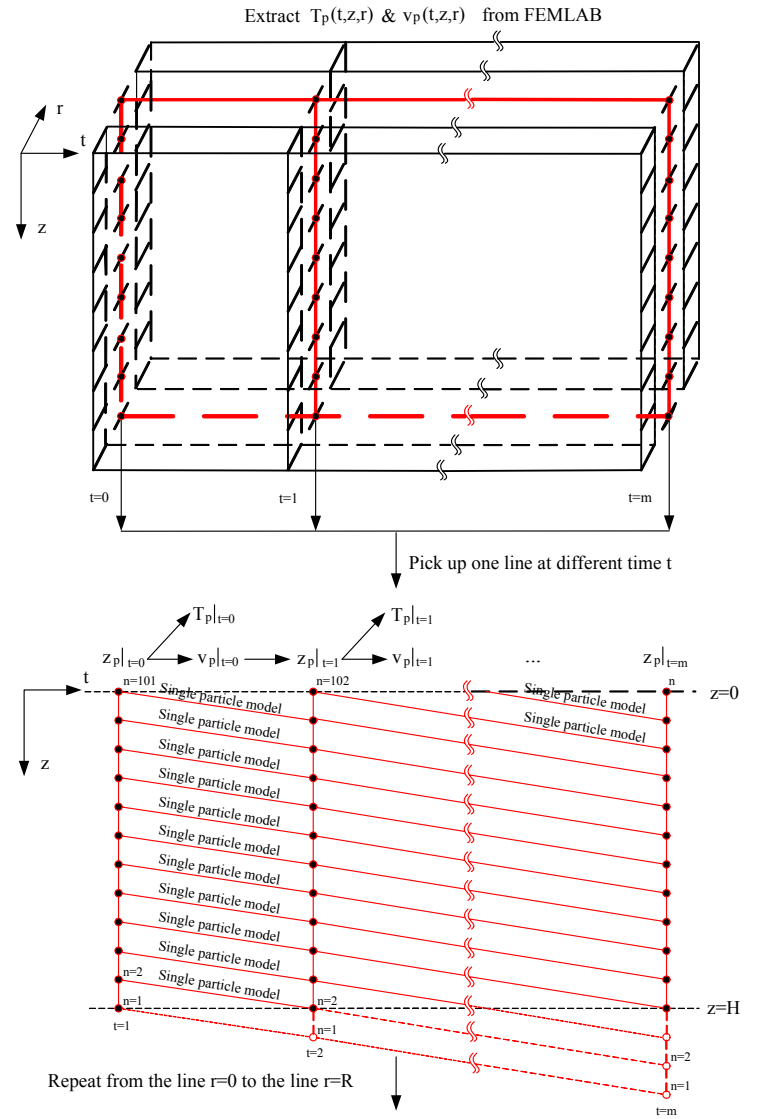 Extract Tp(t,z,r) & vp(t,z,r) from FEMLAB
r
t
z
t=0
t=1
t=m
Pick up one line at different time t
Tp|t=0
Tp|t=1
zp|t=0
vp|t=0
zp|t=1
vp|t=1
...
zp|t=m
t
n=101
n=102
n
z=0
z
Single particle model
Single particle model
Single particle model
Single particle model
Single particle model
Single particle model
Single particle model
Single particle model
Single particle model
Single particle model
Single particle model
Single particle model
Single particle model
n=2
n=1
n=2
z=H
t=1
n=1
t=2
n=2
n=1
t=m
Repeat from the line r=0 to the line r=R